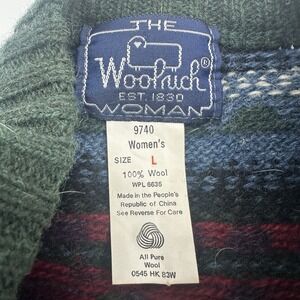 THE
Woolrich®
EST. 1830
WOMAN
9740
Women's
SIZE L
100% Wool
WPL 6635
Made in the People's
Republic of China
See Reverse For Care
All Pure
Wool
0545 HK 83W